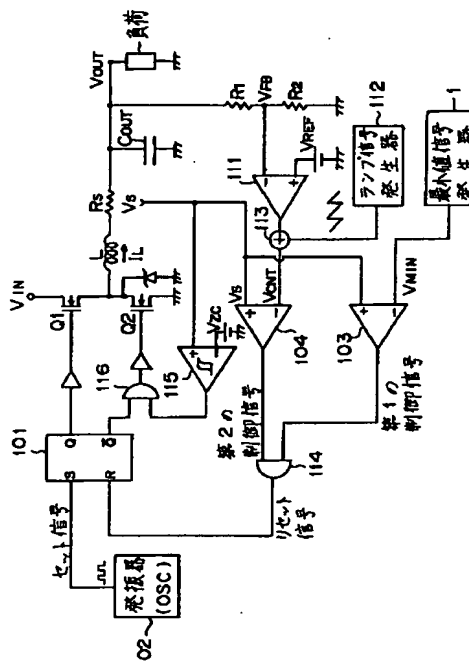 101
S
R
Q
Q̅
セット信号
発振器
(OSC)
02
VIN
Q1
Q2
116
115
VZC
L
IL
RS
VS
COUT
VOUT
負荷
R1
VFB
R2
VREF
111
113
112
ランプ信号
発生器
1
最小値信号
発生器
VS
VCNT
104
VMIN
103
第2の
制御信号
第1の
制御信号
114
リセット
信号